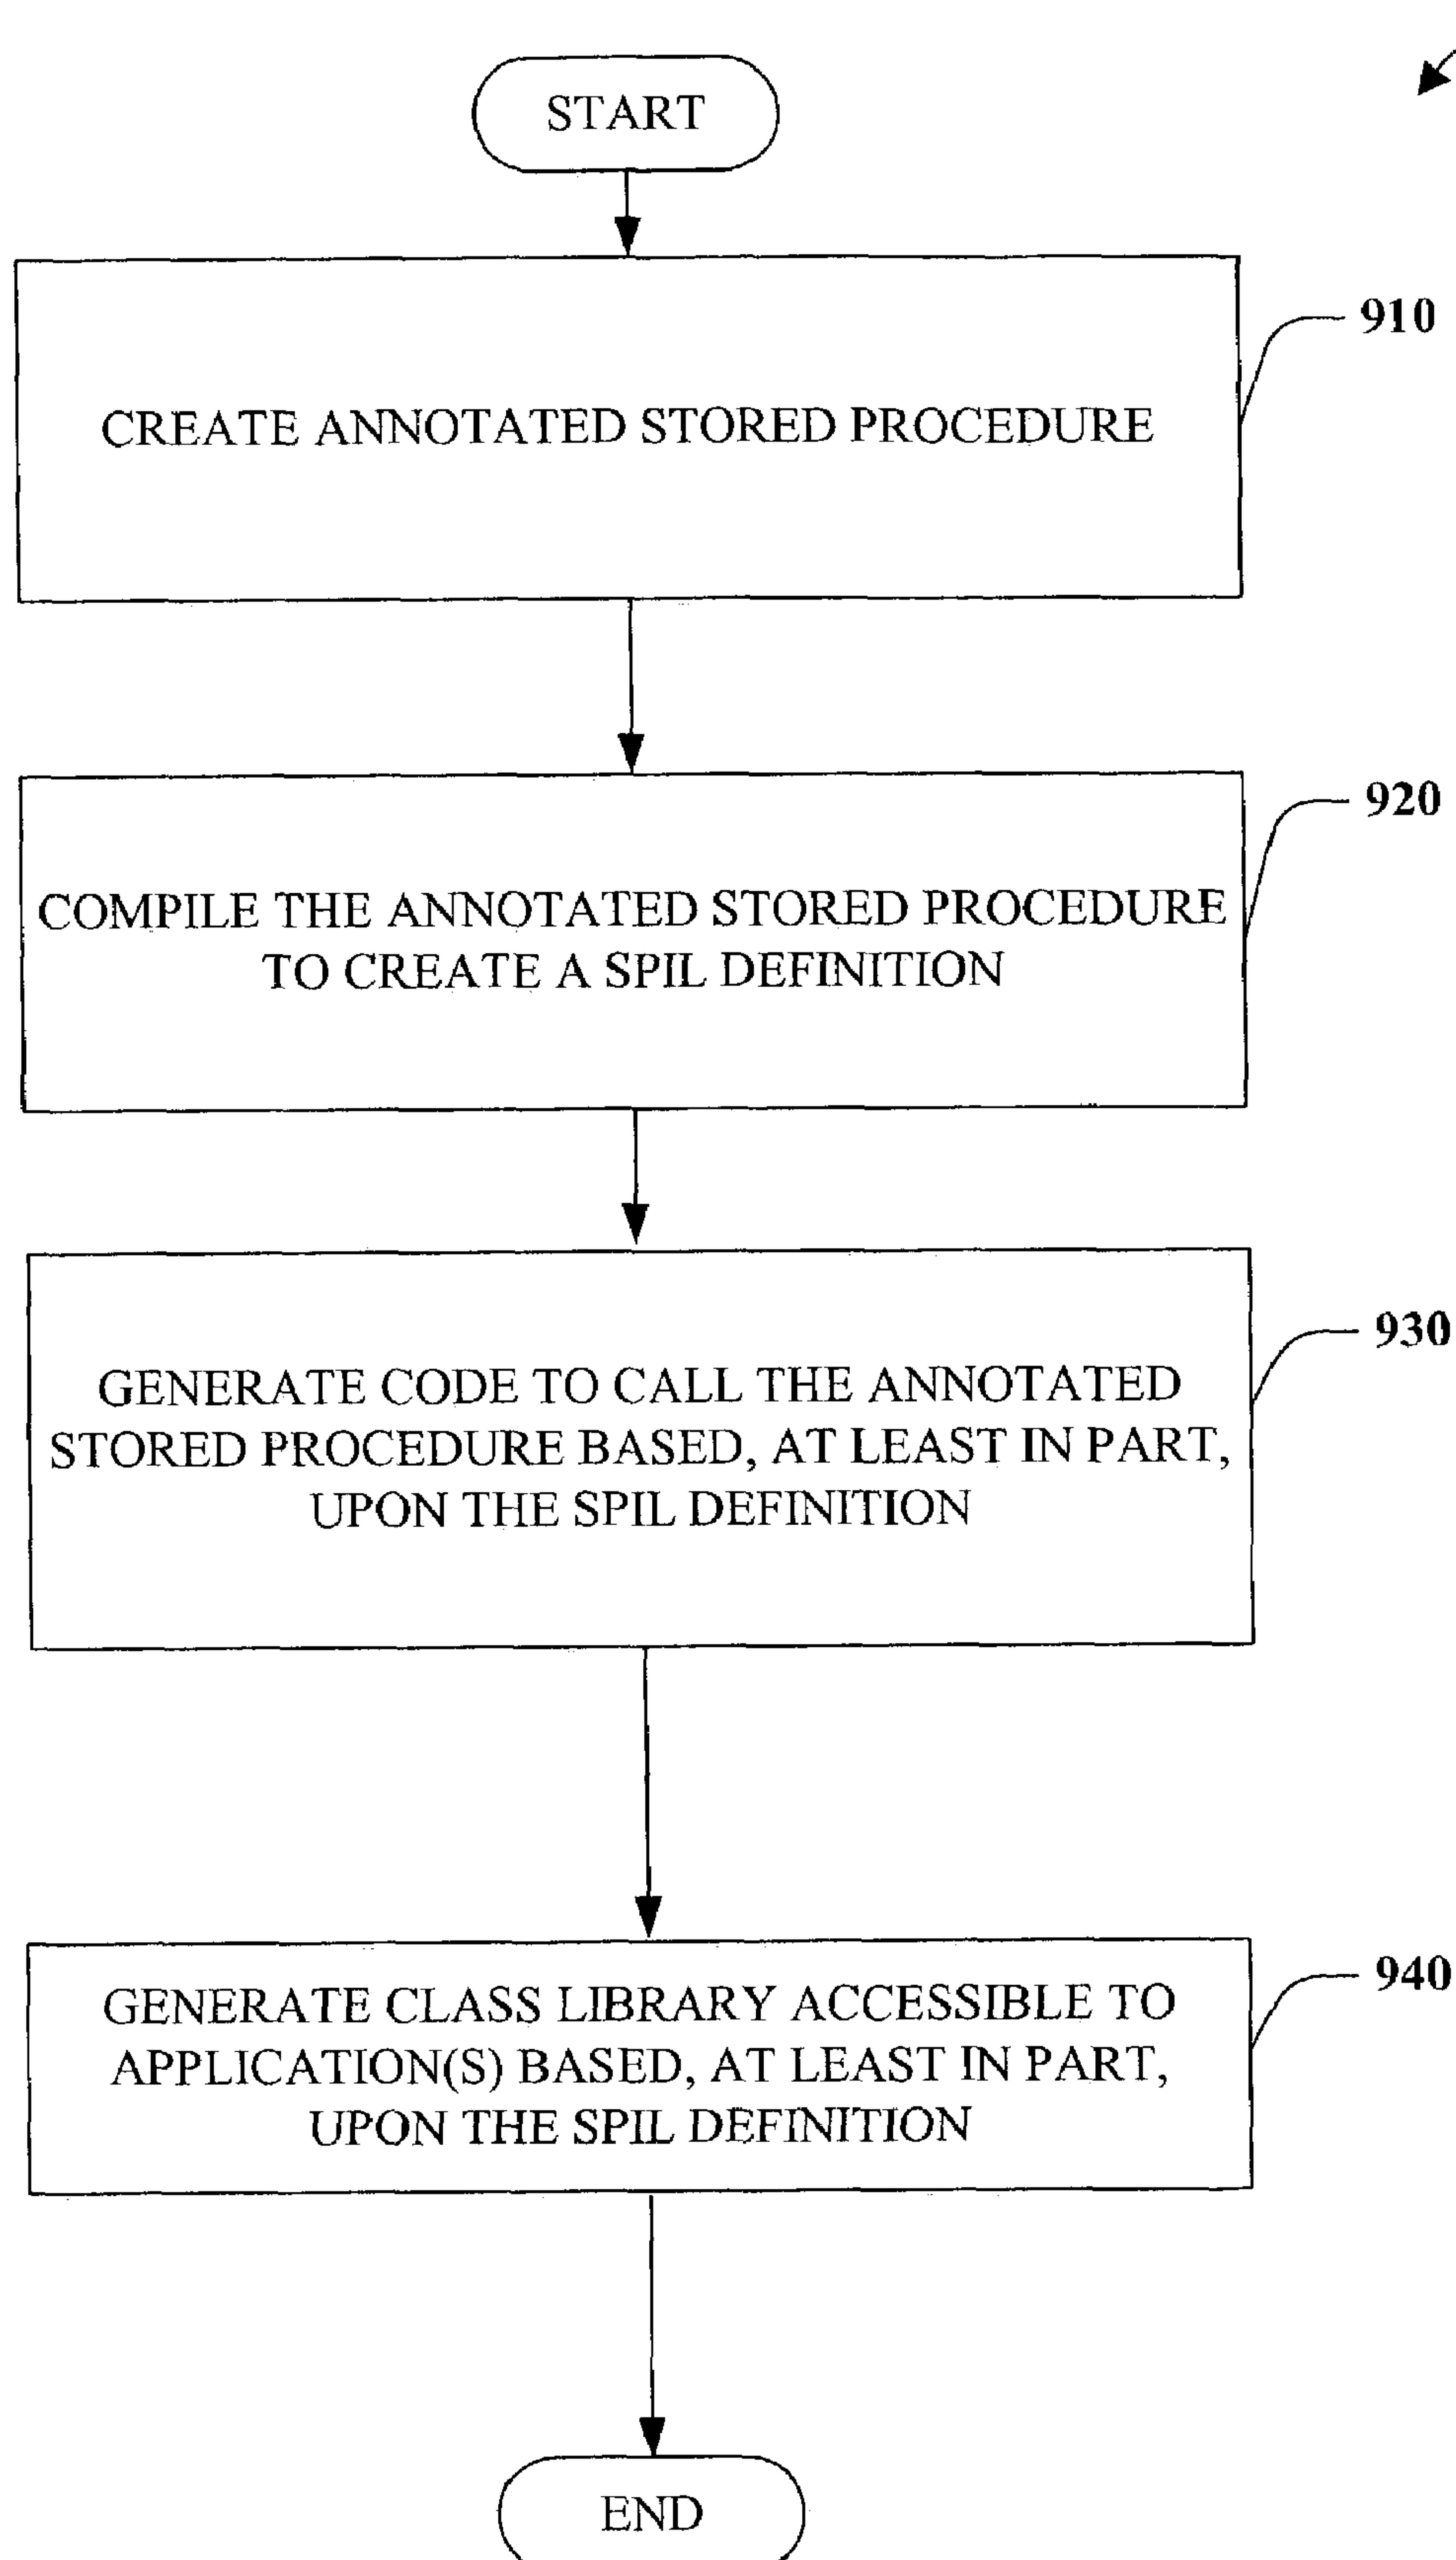 START
910
CREATE ANNOTATED STORED PROCEDURE
920
COMPILE THE ANNOTATED STORED PROCEDURE
TO CREATE A SPIL DEFINITION
930
GENERATE CODE TO CALL THE ANNOTATED
STORED PROCEDURE BASED, AT LEAST IN PART,
UPON THE SPIL DEFINITION
940
GENERATE CLASS LIBRARY ACCESSIBLE TO
APPLICATION(S) BASED, AT LEAST IN PART,
UPON THE SPIL DEFINITION
END